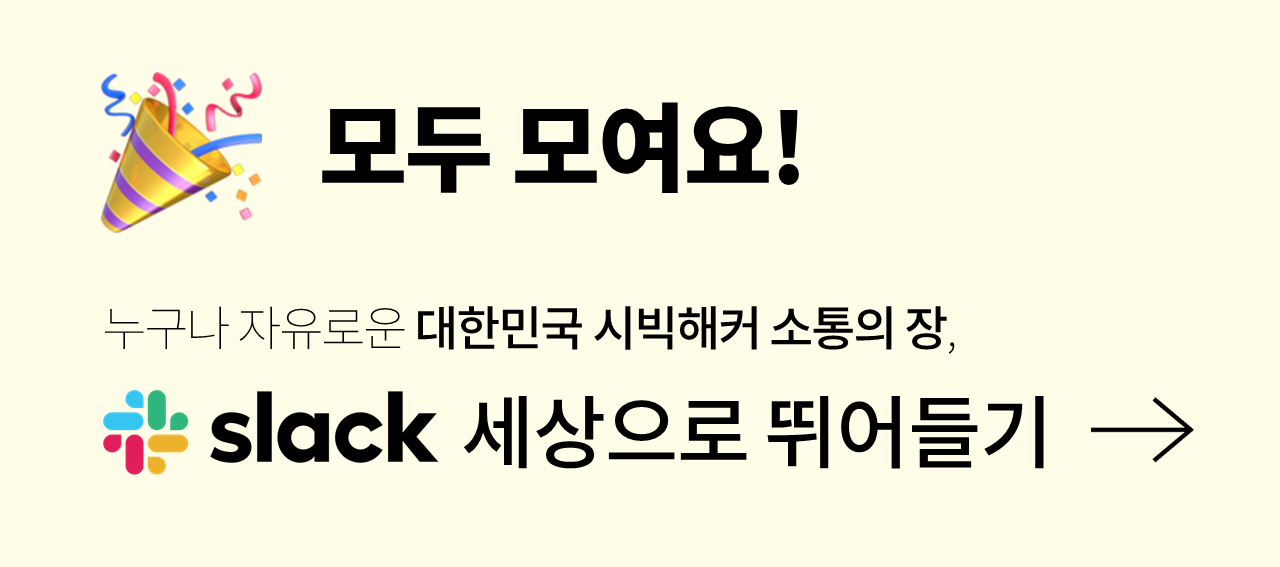 모두 모여요!
누구나 자유로운 대한민국 시빅해커 소통의 장,
slack 세상으로 뛰어들기